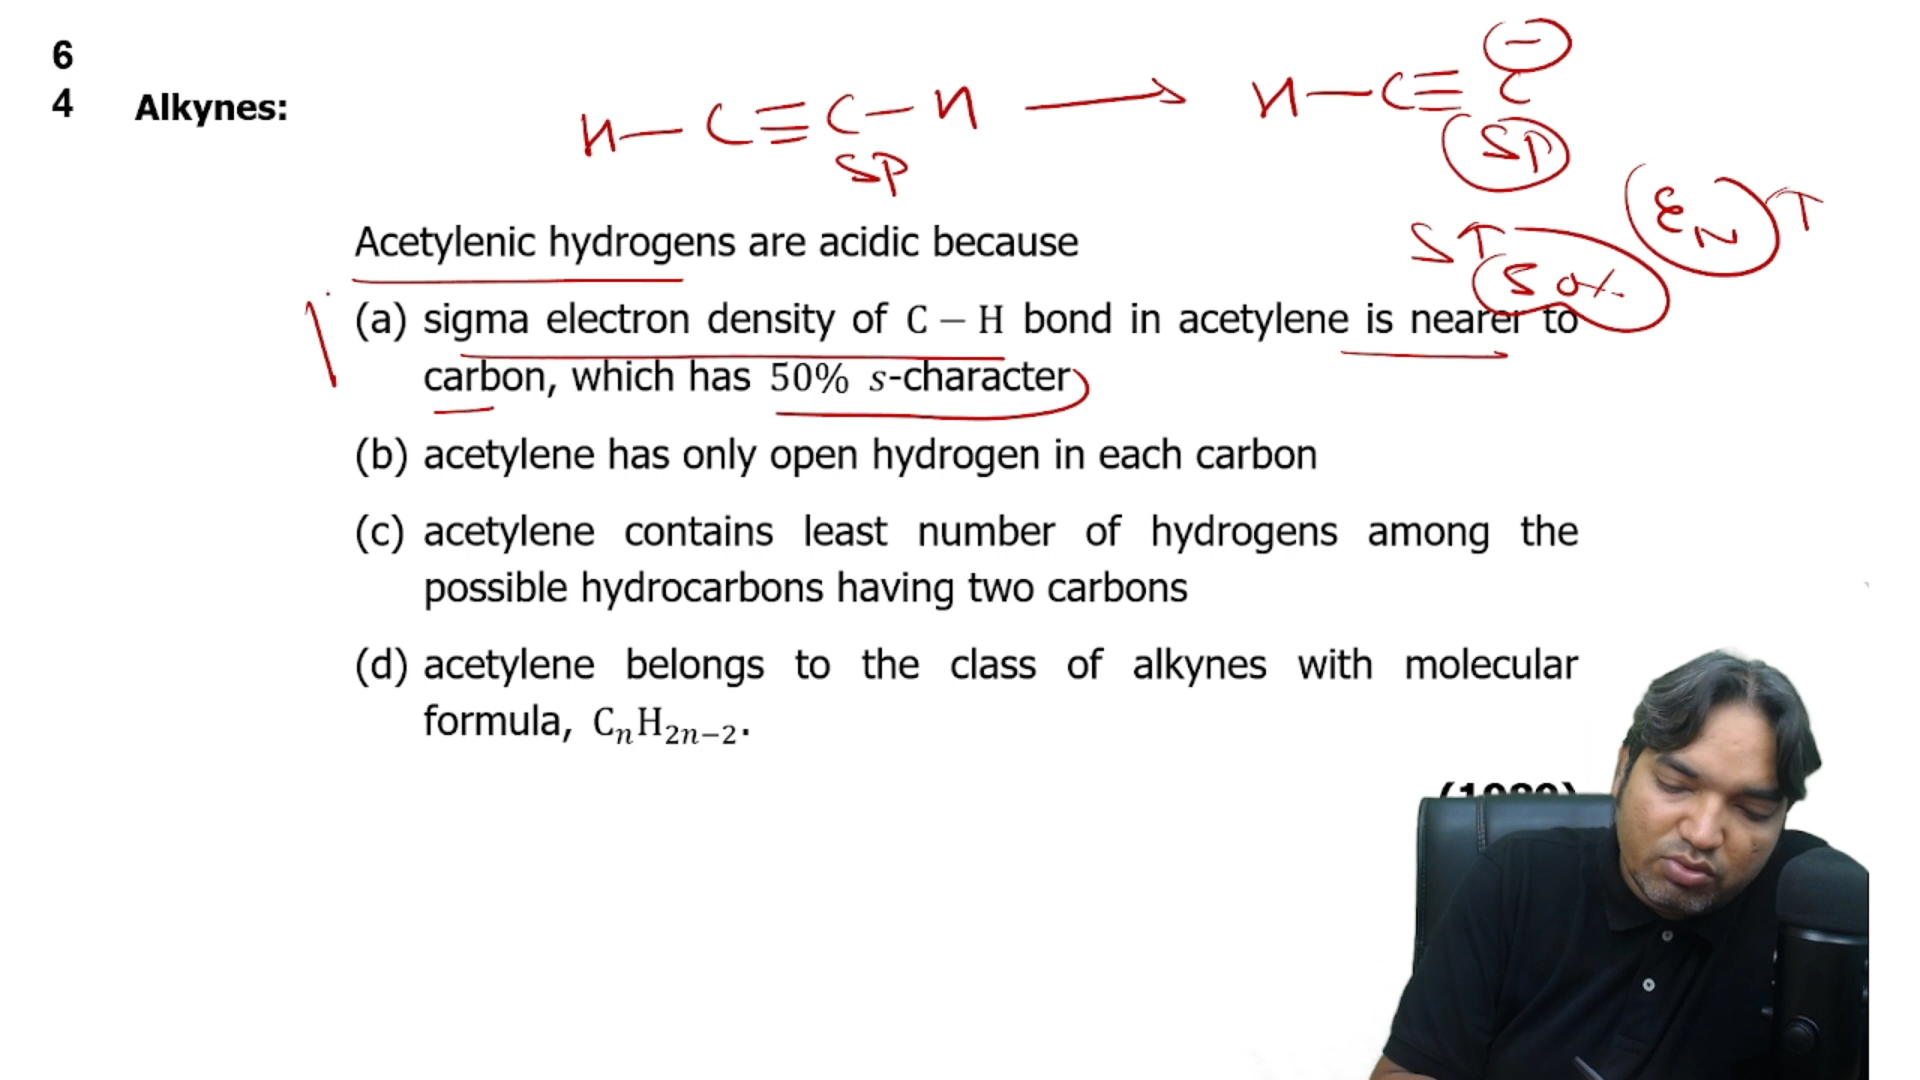 6
4 Alkynes:
H—C≡C—H → H—C≡C
−
SP
SP
EN ↑
S ↑
50%
Acetylenic hydrogens are acidic because
(a) sigma electron density of C – H bond in acetylene is nearer to
carbon, which has 50% s-character
(b) acetylene has only open hydrogen in each carbon
(c) acetylene contains least number of hydrogens among the
possible hydrocarbons having two carbons
(d) acetylene belongs to the class of alkynes with molecular
formula, CₙH₂ₙ₋₂.